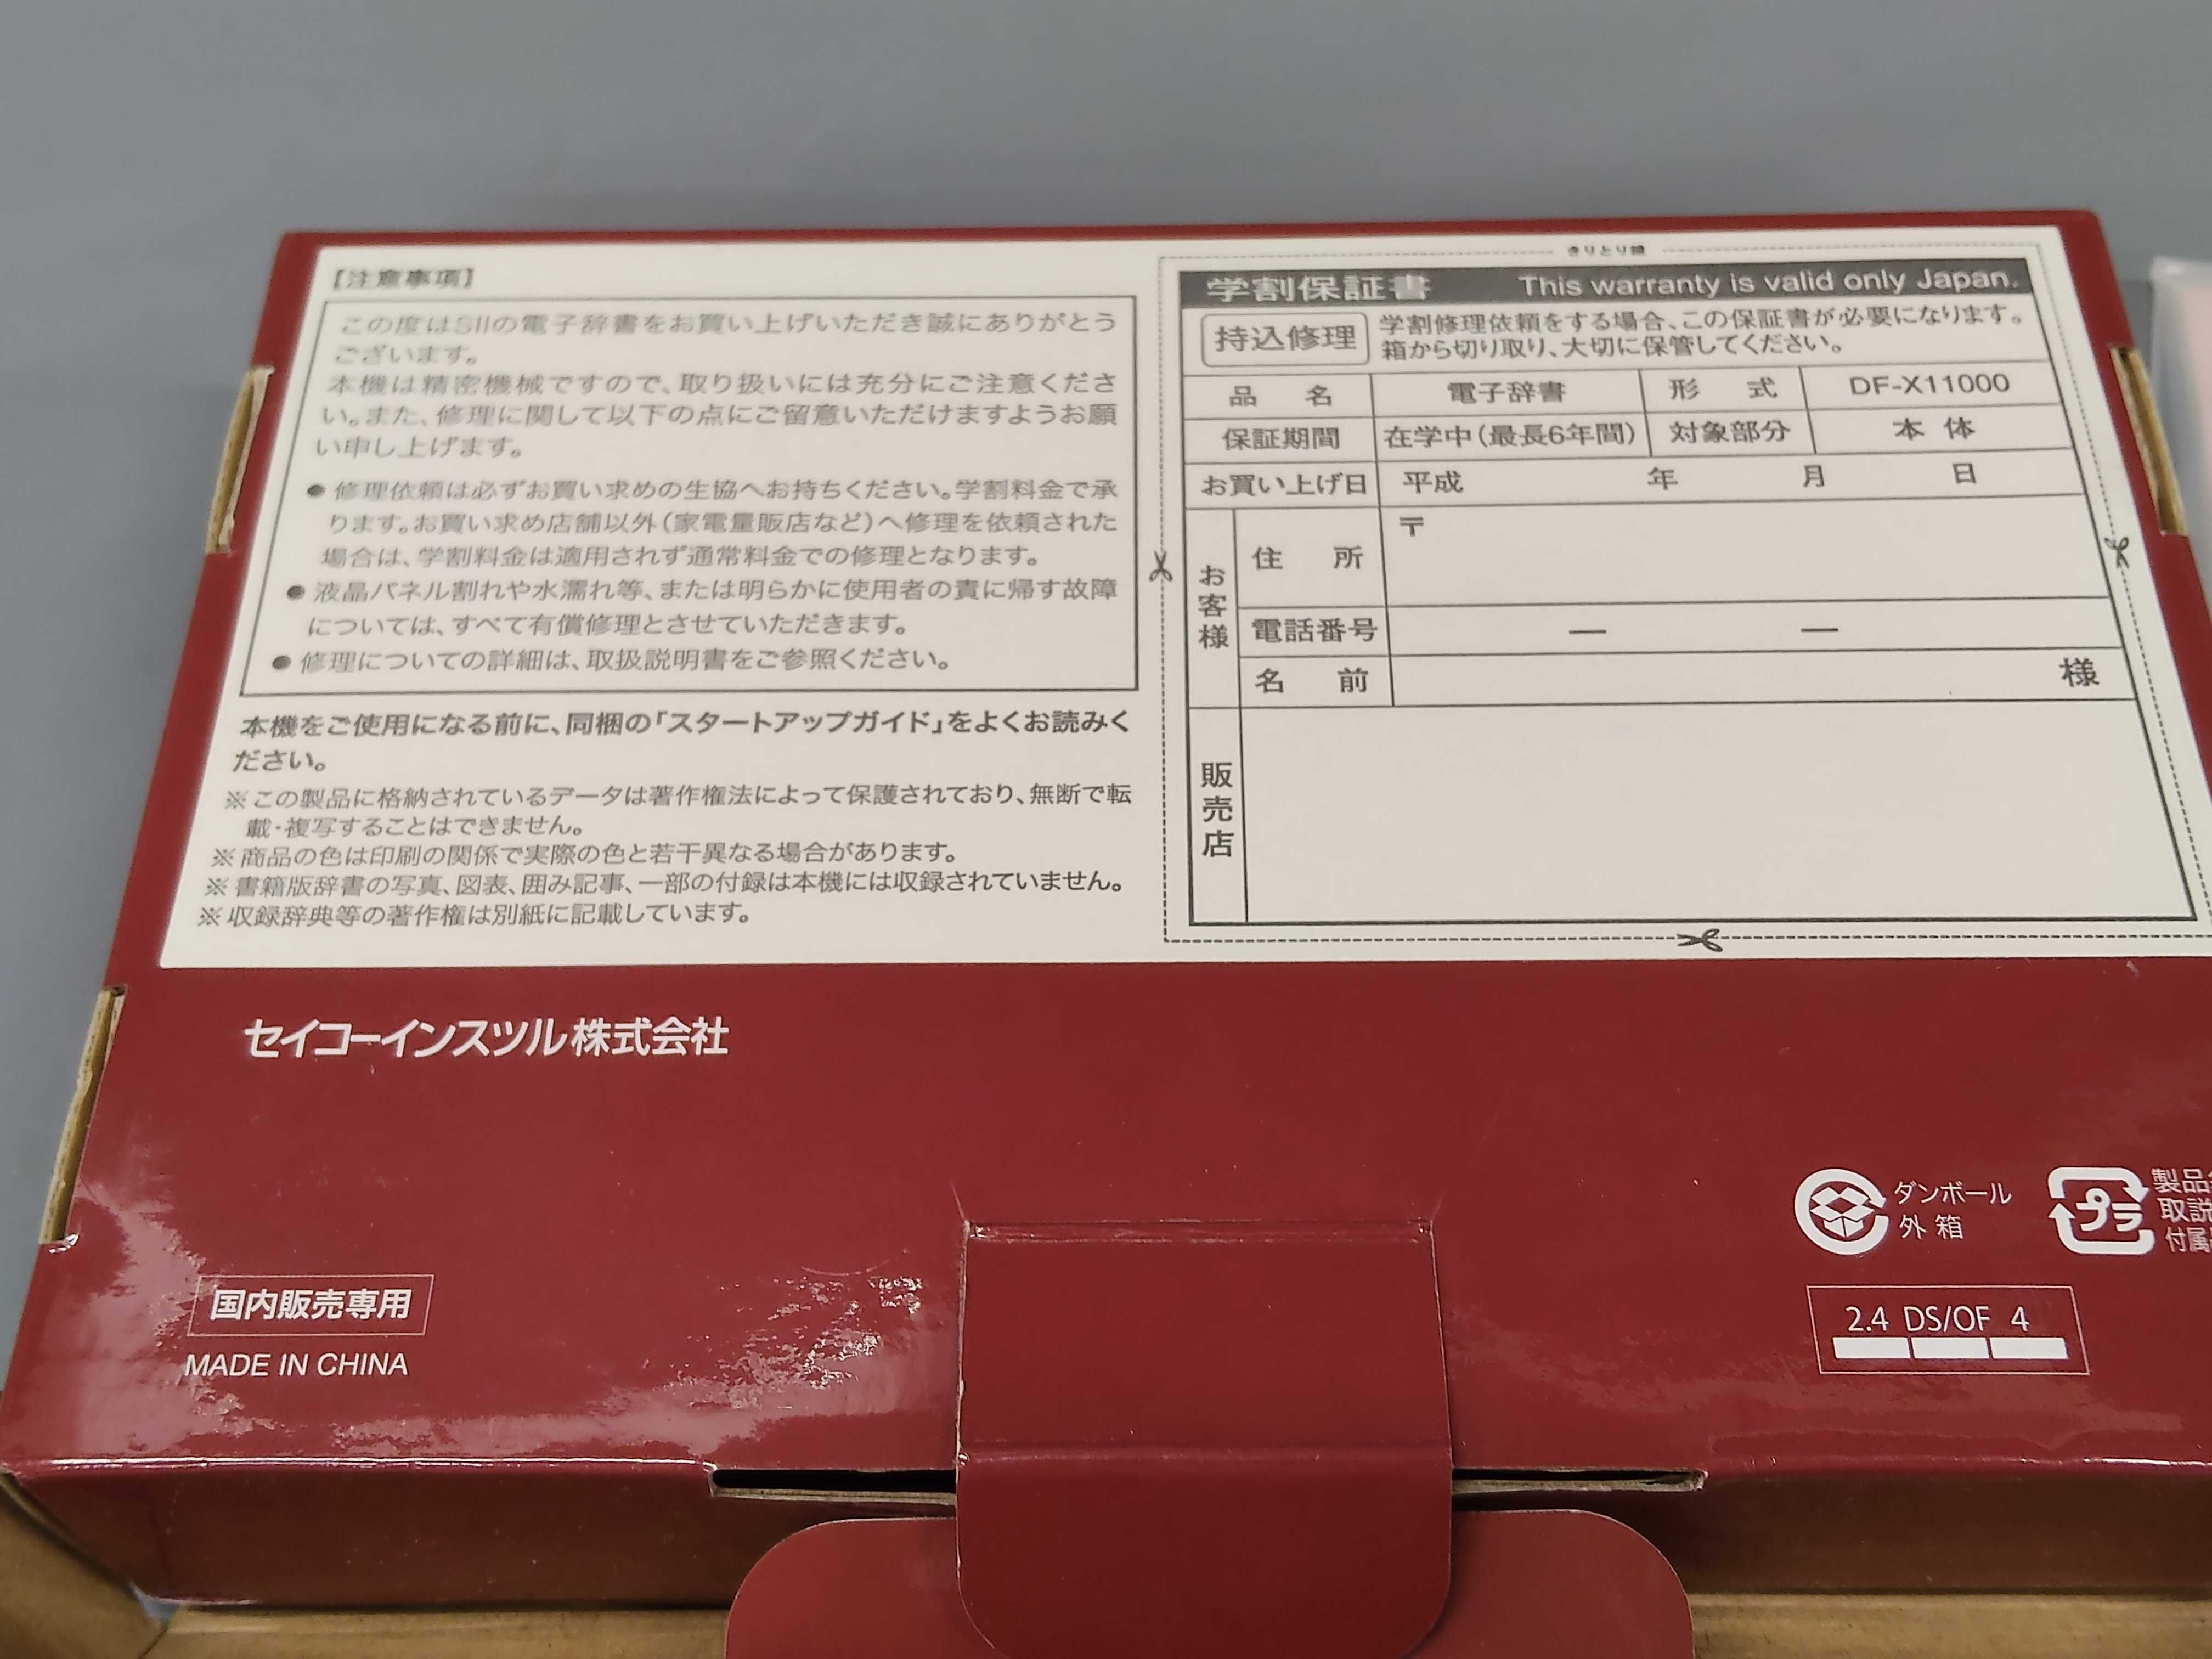 【注意事項】
この度はSIIの電子辞書をお買い上げいただき誠にありがとう
ございます。
本機は精密機械ですので、取り扱いには充分にご注意くださ
い。また、修理に関して以下の点にご留意いただけますようお願
い申し上げます。
● 修理依頼は必ずお買い求めの生協へお持ちください。学割料金で承
ります。お買い求め店舗以外(家電量販店など)へ修理を依頼された
場合は、学割料金は適用されず通常料金での修理となります。
● 液晶パネル割れや水濡れ等、または明らかに使用者の責に帰す故障
については、すべて有償修理とさせていただきます。
● 修理についての詳細は、取扱説明書をご参照ください。
本機をご使用になる前に、同梱の「スタートアップガイド」をよくお読みく
ださい。
※この製品に格納されているデータは著作権法によって保護されており、無断で転
載・複写することはできません。
※商品の色は印刷の関係で実際の色と若干異なる場合があります。
※書籍版辞書の写真、図表、囲み記事、一部の付録は本機には収録されていません。
※収録辞典等の著作権は別紙に記載しています。
きりとり線
学割保証書 This warranty is valid only Japan.
持込修理
学割修理依頼をする場合、この保証書が必要になります。
箱から切り取り、大切に保管してください。
品 名 電子辞書 形 式 DF-X11000
保証期間 在学中(最長6年間) 対象部分 本 体
お買い上げ日 平成 年 月 日
お客様
住 所 〒
電話番号 — —
名 前 様
販売店
セイコーインスツル株式会社
国内販売専用
MADE IN CHINA
ダンボール
外 箱
プラ
製品
取説
付属
2.4 DS/OF 4